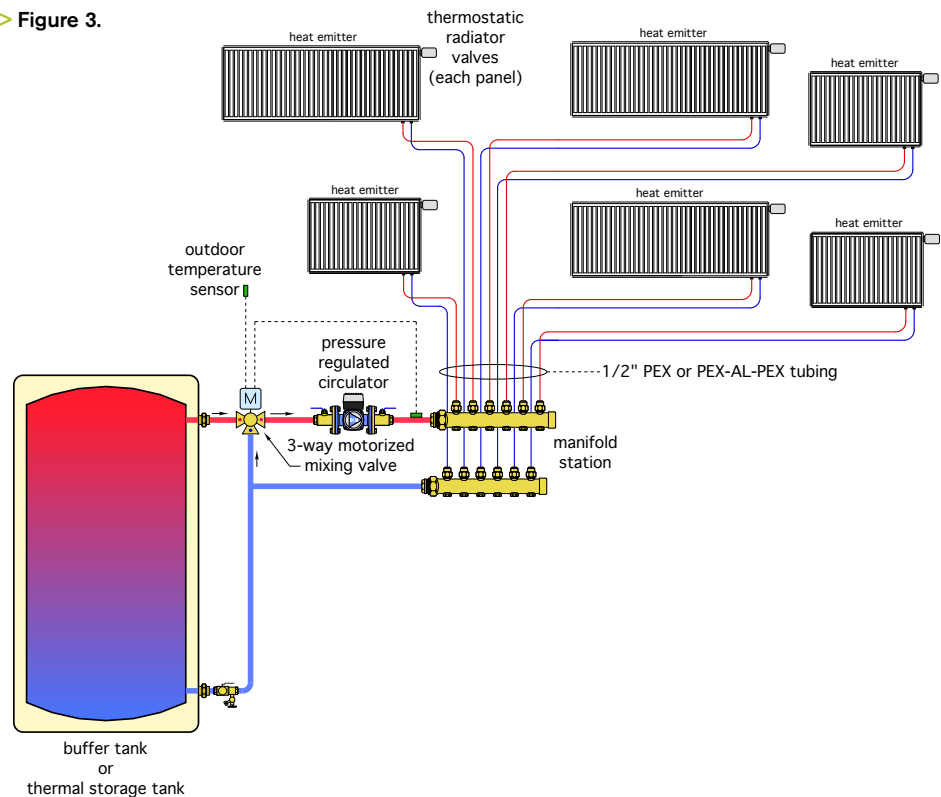 > Figure 3.
thermostatic
radiator
valves
(each panel)
heat emitter
heat emitter
heat emitter
heat emitter
heat emitter
heat emitter
outdoor
temperature
sensor
M
pressure
regulated
circulator
1/2" PEX or PEX-AL-PEX tubing
3-way motorized
mixing valve
manifold
station
buffer tank
or
thermal storage tank